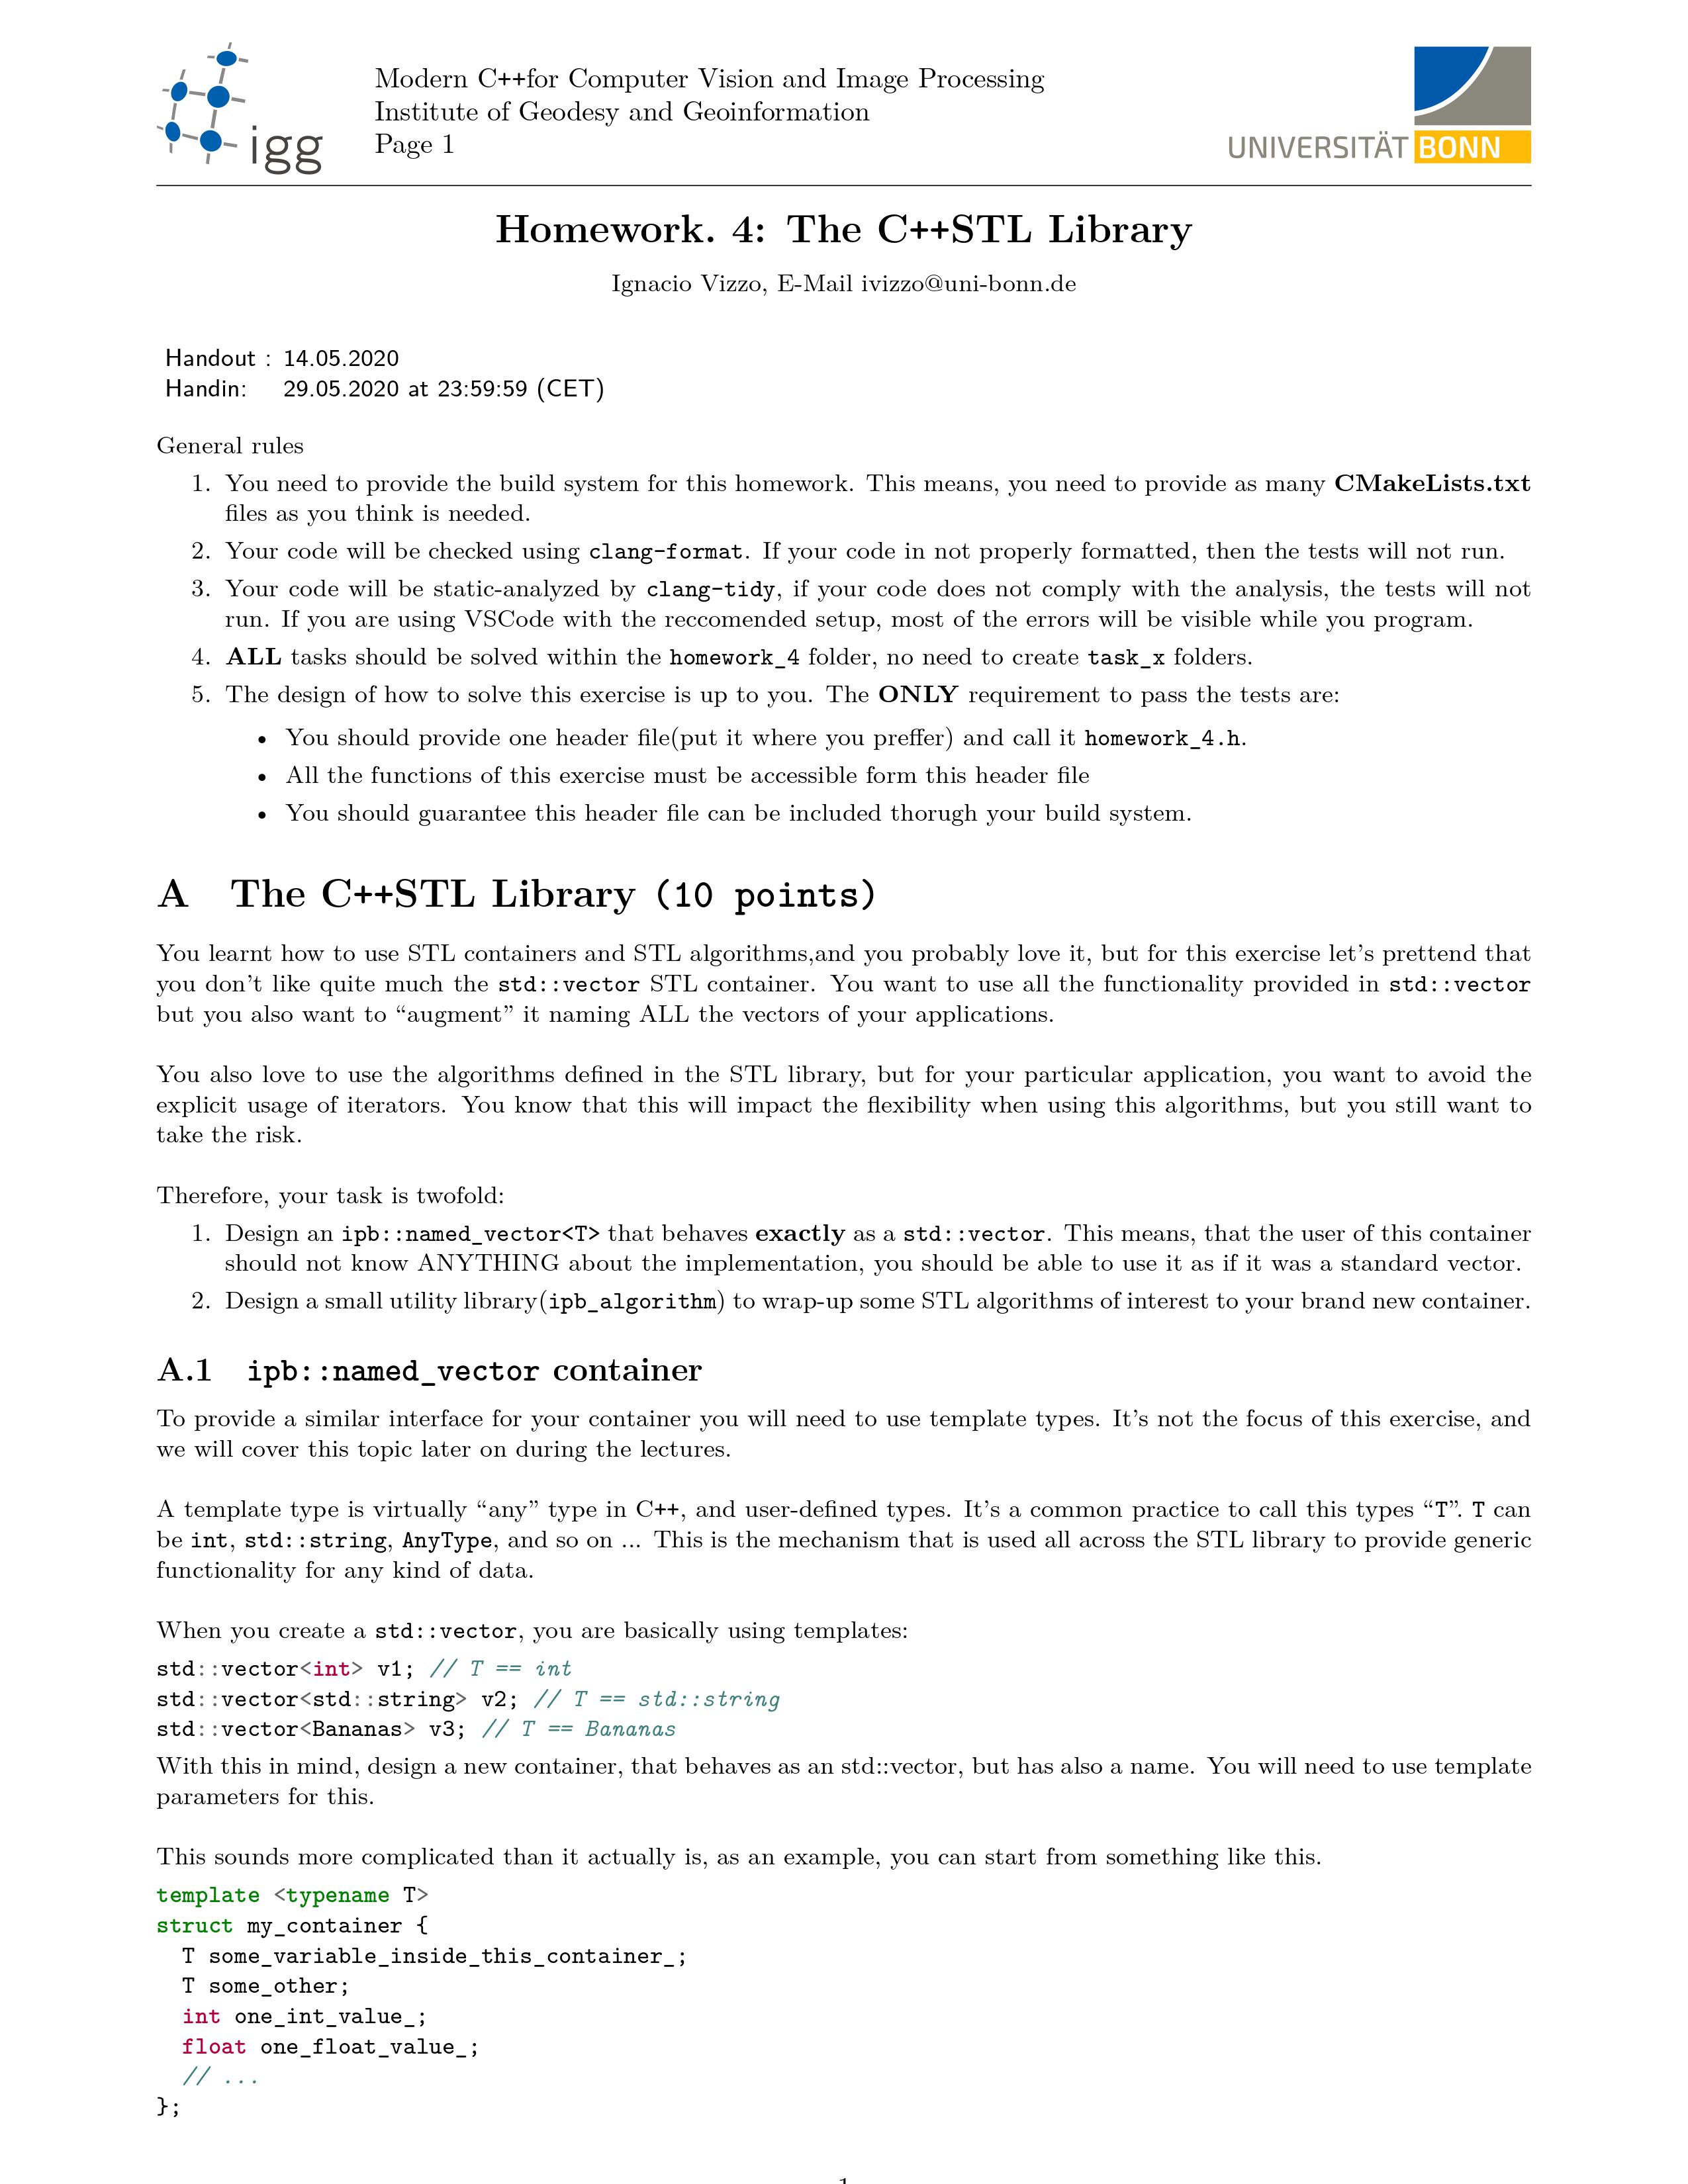 igg
Modern C++for Computer Vision and Image Processing
Institute of Geodesy and Geoinformation
Page 1
UNIVERSITÄT BONN
Homework. 4: The C++STL Library
Ignacio Vizzo, E-Mail ivizzo@uni-bonn.de
Handout : 14.05.2020
Handin: 29.05.2020 at 23:59:59 (CET)
General rules
1. You need to provide the build system for this homework. This means, you need to provide as many CMakeLists.txt
files as you think is needed.
2. Your code will be checked using clang-format. If your code in not properly formatted, then the tests will not run.
3. Your code will be static-analyzed by clang-tidy, if your code does not comply with the analysis, the tests will not
run. If you are using VSCode with the reccomended setup, most of the errors will be visible while you program.
4. ALL tasks should be solved within the homework_4 folder, no need to create task_x folders.
5. The design of how to solve this exercise is up to you. The ONLY requirement to pass the tests are:
• You should provide one header file(put it where you preffer) and call it homework_4.h.
• All the functions of this exercise must be accessible form this header file
• You should guarantee this header file can be included thorugh your build system.
A The C++STL Library (10 points)
You learnt how to use STL containers and STL algorithms,and you probably love it, but for this exercise let's prettend that
you don't like quite much the std::vector STL container. You want to use all the functionality provided in std::vector
but you also want to “augment” it naming ALL the vectors of your applications.
You also love to use the algorithms defined in the STL library, but for your particular application, you want to avoid the
explicit usage of iterators. You know that this will impact the flexibility when using this algorithms, but you still want to
take the risk.
Therefore, your task is twofold:
1. Design an ipb::named_vector<T> that behaves exactly as a std::vector. This means, that the user of this container
should not know ANYTHING about the implementation, you should be able to use it as if it was a standard vector.
2. Design a small utility library(ipb_algorithm) to wrap-up some STL algorithms of interest to your brand new container.
A.1 ipb::named_vector container
To provide a similar interface for your container you will need to use template types. It's not the focus of this exercise, and
we will cover this topic later on during the lectures.
A template type is virtually “any” type in C++, and user-defined types. It's a common practice to call this types “T”. T can
be int, std::string, AnyType, and so on ... This is the mechanism that is used all across the STL library to provide generic
functionality for any kind of data.
When you create a std::vector, you are basically using templates:
std::vector<int> v1; // T == int
std::vector<std::string> v2; // T == std::string
std::vector<Bananas> v3; // T == Bananas
With this in mind, design a new container, that behaves as an std::vector, but has also a name. You will need to use template
parameters for this.
This sounds more complicated than it actually is, as an example, you can start from something like this.
template <typename T>
struct my_container {
T some_variable_inside_this_container_;
T some_other;
int one_int_value_;
float one_float_value_;
// ...
};
1